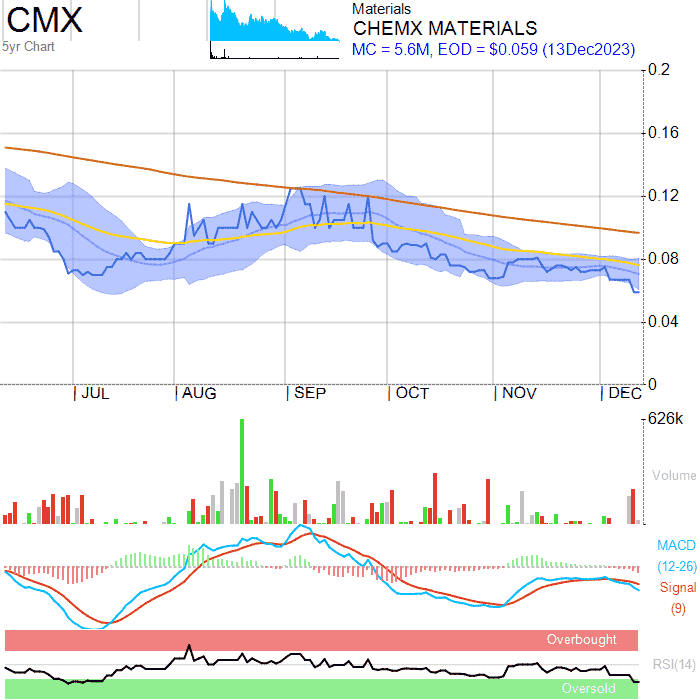 CMX
5yr Chart
Materials
CHEMX MATERIALS
MC = 5.6M, EOD = $0.059 (13Dec2023)
0.2
0.16
0.12
0.08
0.04
0
JUL AUG SEP OCT NOV DEC
626k
Volume
MACD
(12-26)
Signal
(9)
Overbought
RSI(14)
Oversold